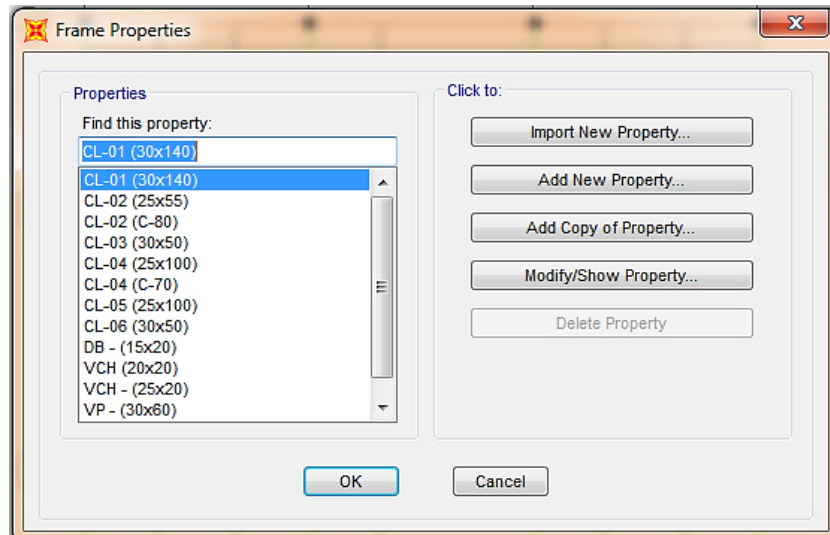 Frame Properties
Properties
Find this property:
CL-01 (30x140)
CL-01 (30x140)
CL-02 (25x55)
CL-02 (C-80)
CL-03 (30x50)
CL-04 (25x100)
CL-04 (C-70)
CL-05 (25x100)
CL-06 (30x50)
DB - (15x20)
VCH (20x20)
VCH - (25x20)
VP - (30x60)
Click to:
Import New Property...
Add New Property...
Add Copy of Property...
Modify/Show Property...
Delete Property
OK
Cancel